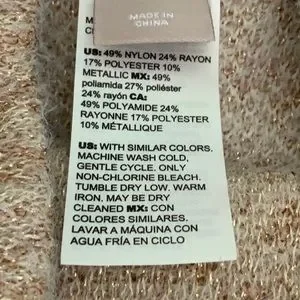 MADE IN
CHINA
M
C
US: 49% NYLON 24% RAYON
17% POLYESTER 10%
METALLIC MX: 49%
poliamida 27% poliéster
24% rayón CA:
49% POLYAMIDE 24%
RAYONNE 17% POLYESTER
10% MÉTALLIQUE
US: WITH SIMILAR COLORS.
MACHINE WASH COLD,
GENTLE CYCLE. ONLY
NON-CHLORINE BLEACH.
TUMBLE DRY LOW. WARM
IRON. MAY BE DRY
CLEANED MX: CON
COLORES SIMILARES.
LAVAR A MÁQUINA CON
AGUA FRÍA EN CICLO